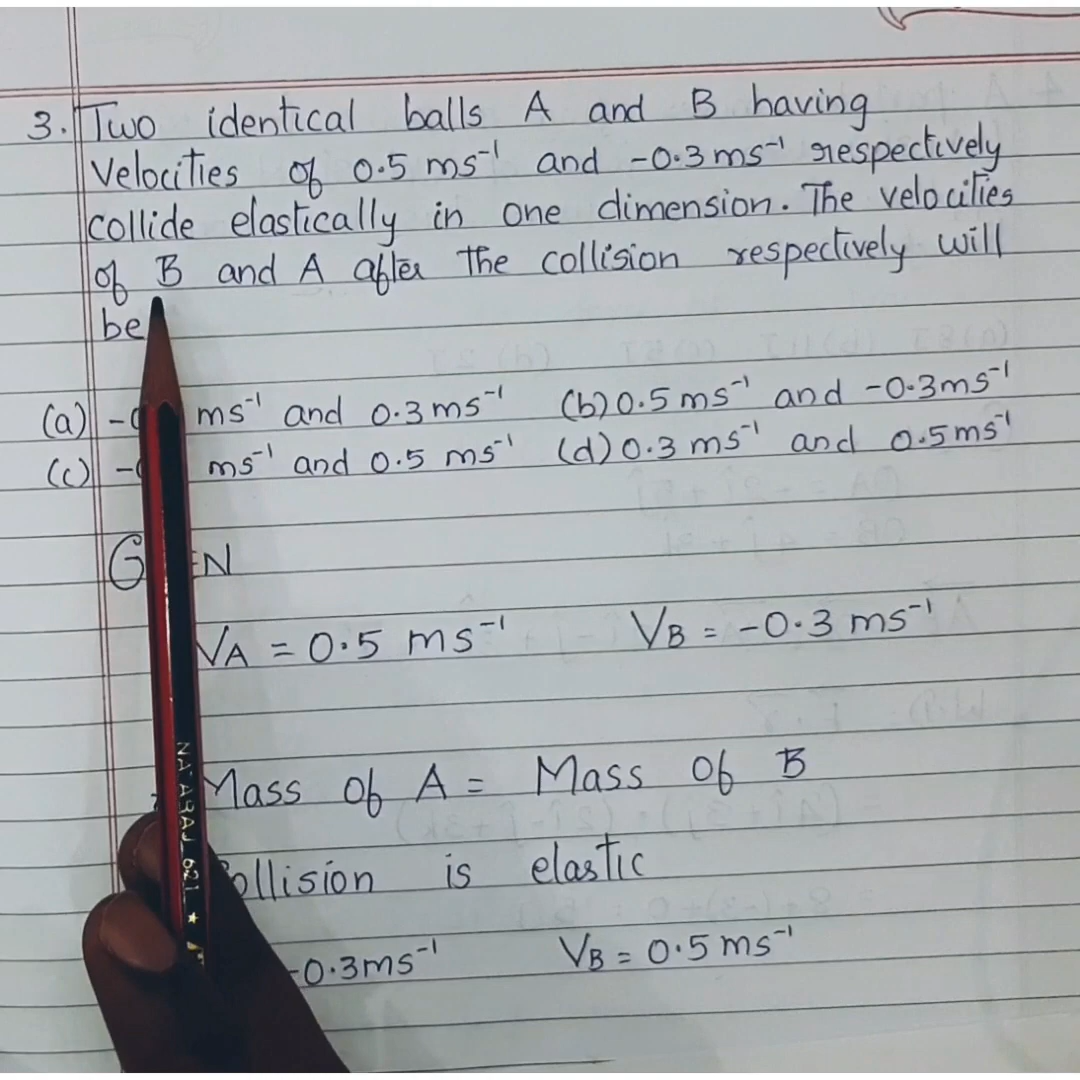 3. Two identical balls A and B having
Velocities of 0.5 ms⁻¹ and -0.3 ms⁻¹ respectively
collide elastically in one dimension. The velocities
of B and A after the collision respectively will
be
(a) - ms⁻¹ and 0.3 ms⁻¹ (b) 0.5 ms⁻¹ and -0.3 ms⁻¹
(c) - ms⁻¹ and 0.5 ms⁻¹ (d) 0.3 ms⁻¹ and 0.5 ms⁻¹
G EN
VA = 0.5 ms⁻¹ VB = -0.3 ms⁻¹
Mass of A = Mass of B
ollision is elastic
-0.3 ms⁻¹ VB = 0.5 ms⁻¹
NATARAJ 621